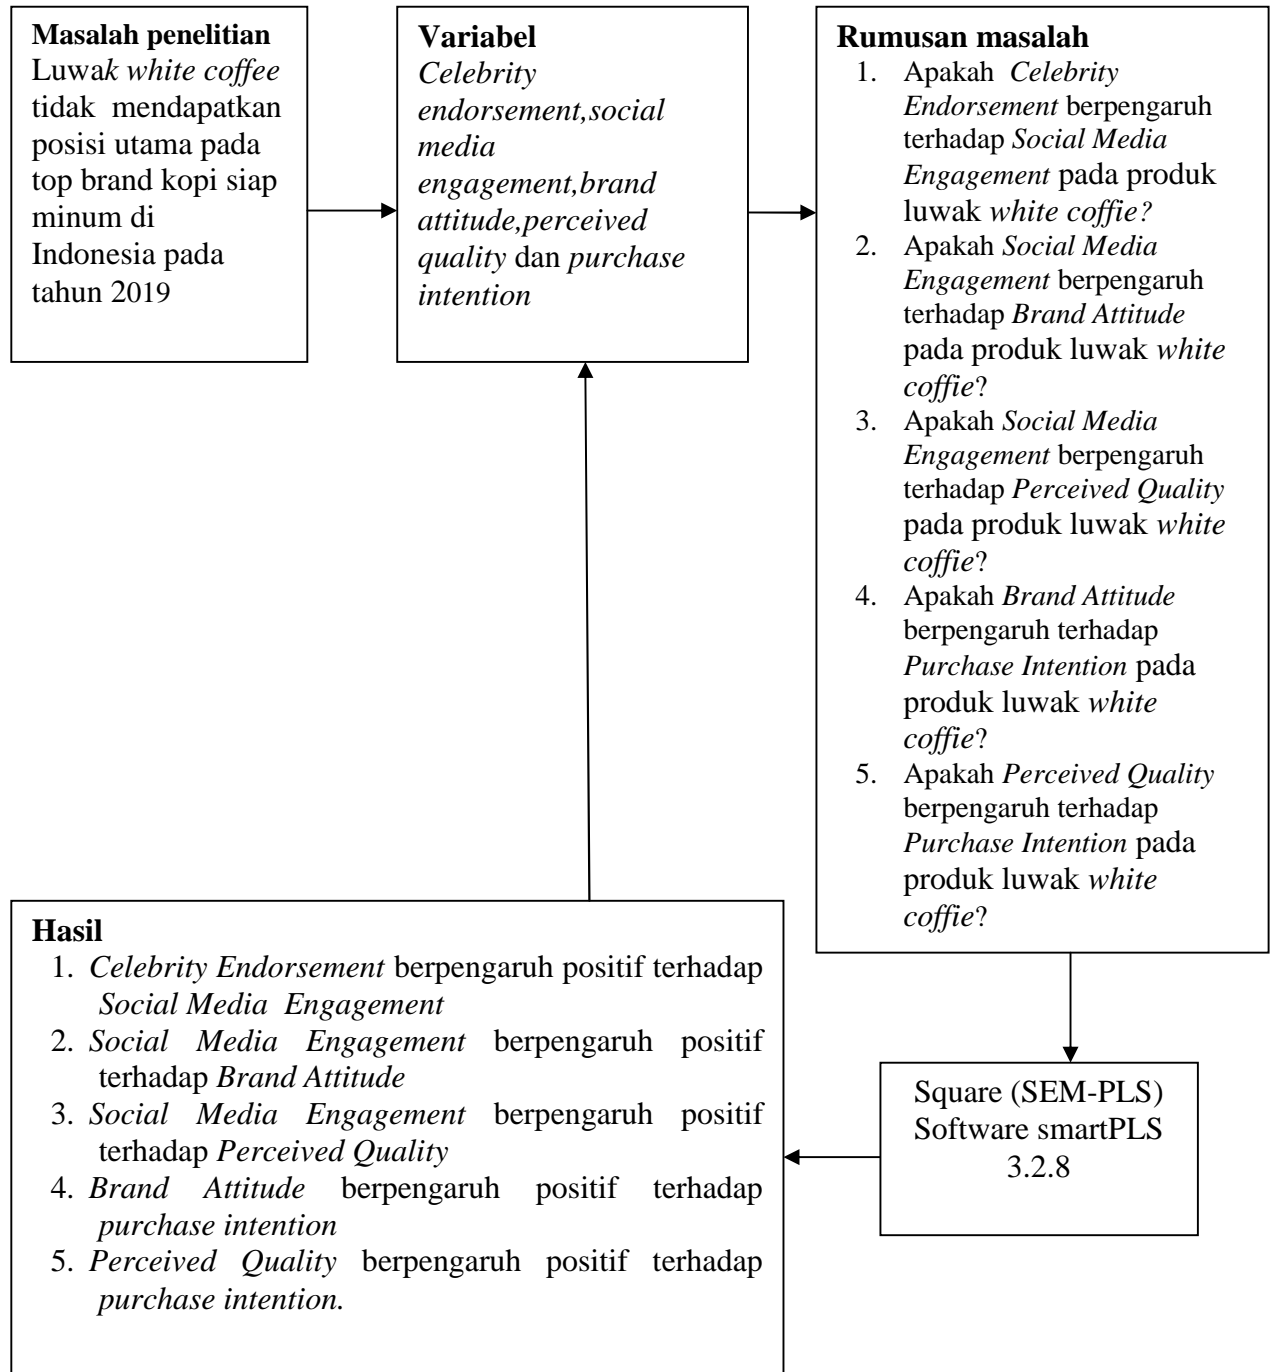 Masalah penelitian
Luwak white coffee
tidak mendapatkan
posisi utama pada
top brand kopi siap
minum di
Indonesia pada
tahun 2019
Variabel
Celebrity
endorsement,social
media
engagement,brand
attitude,perceived
quality dan purchase
intention
Rumusan masalah
1. Apakah Celebrity
Endorsement berpengaruh
terhadap Social Media
Engagement pada produk
luwak white coffie?
2. Apakah Social Media
Engagement berpengaruh
terhadap Brand Attitude
pada produk luwak white
coffie?
3. Apakah Social Media
Engagement berpengaruh
terhadap Perceived Quality
pada produk luwak white
coffie?
4. Apakah Brand Attitude
berpengaruh terhadap
Purchase Intention pada
produk luwak white
coffie?
5. Apakah Perceived Quality
berpengaruh terhadap
Purchase Intention pada
produk luwak white
coffie?
Square (SEM-PLS)
Software smartPLS
3.2.8
Hasil
1. Celebrity Endorsement berpengaruh positif terhadap
Social Media Engagement
2. Social Media Engagement berpengaruh positif
terhadap Brand Attitude
3. Social Media Engagement berpengaruh positif
terhadap Perceived Quality
4. Brand Attitude berpengaruh positif terhadap
purchase intention
5. Perceived Quality berpengaruh positif terhadap
purchase intention.